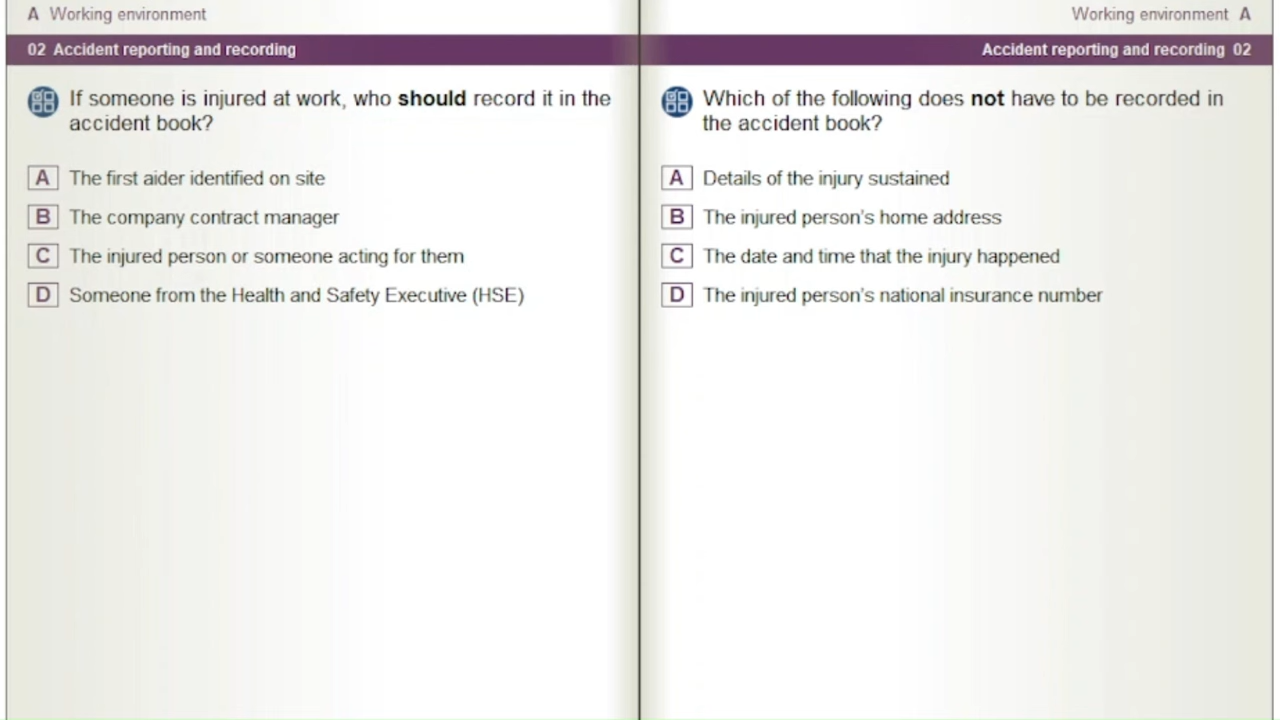 A Working environment
02 Accident reporting and recording
If someone is injured at work, who should record it in the
accident book?
A The first aider identified on site
B The company contract manager
C The injured person or someone acting for them
D Someone from the Health and Safety Executive (HSE)
Working environment A
Accident reporting and recording 02
Which of the following does not have to be recorded in
the accident book?
A Details of the injury sustained
B The injured person's home address
C The date and time that the injury happened
D The injured person's national insurance number